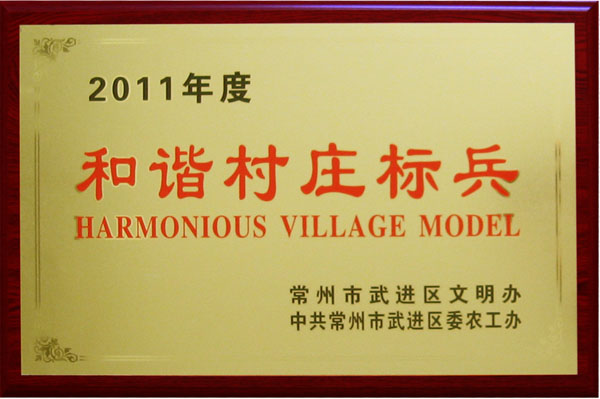 2011年度
和谐村庄标兵
HARMONIOUS VILLAGE MODEL
常州市武进区文明办
中共常州市武进区委农工办